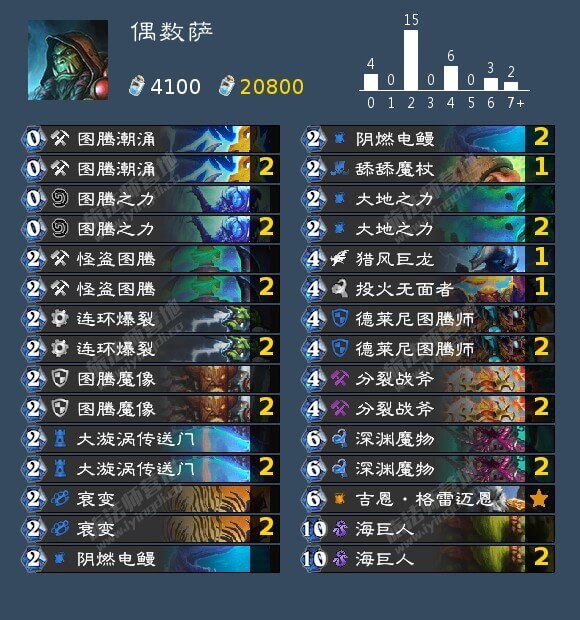 偶数萨
4100 20800
15
4 0 0 6 0 3 2
0 1 2 3 4 5 6 7+
0 图腾潮涌
0 图腾潮涌 2
0 图腾之力
0 图腾之力 2
2 怪盗图腾
2 怪盗图腾 2
2 连环爆裂
2 连环爆裂 2
2 图腾魔像
2 图腾魔像 2
2 大漩涡传送门
2 大漩涡传送门 2
2 衰变
2 衰变 2
2 阴燃电鳗
2 阴燃电鳗 2
2 舔舔魔杖 1
2 大地之力
2 大地之力 2
4 猎风巨龙 1
4 投火无面者 1
4 德莱尼图腾师
4 德莱尼图腾师 2
4 分裂战斧
4 分裂战斧 2
6 深渊魔物
6 深渊魔物 2
6 吉恩·格雷迈恩
10 海巨人
10 海巨人 2